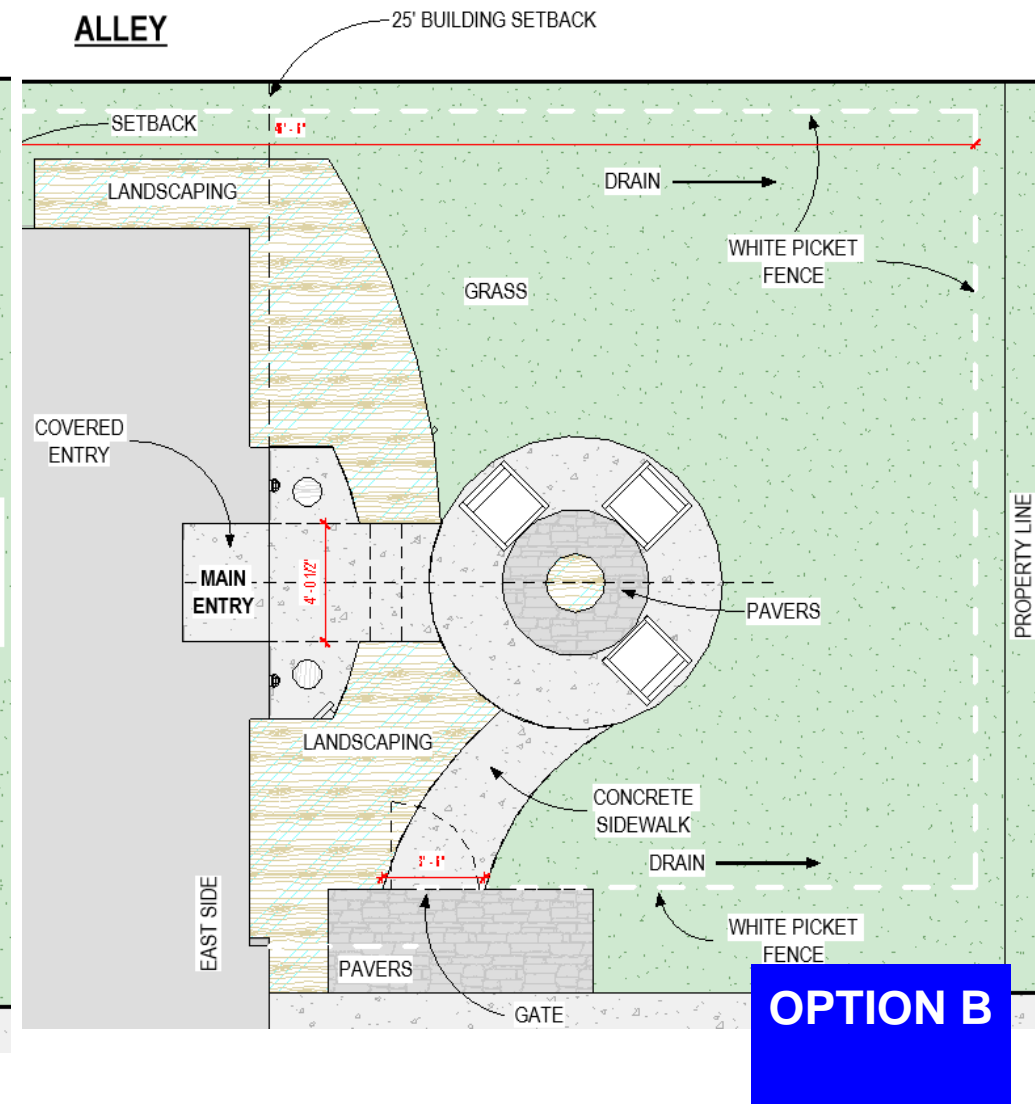 ALLEY
25' BUILDING SETBACK
SETBACK
LANDSCAPING
DRAIN
WHITE PICKET
FENCE
GRASS
COVERED
ENTRY
MAIN
ENTRY
4'-0 1/2"
PAVERS
PROPERTY LINE
LANDSCAPING
CONCRETE
SIDEWALK
DRAIN
EAST SIDE
WHITE PICKET
FENCE
PAVERS
GATE
OPTION B